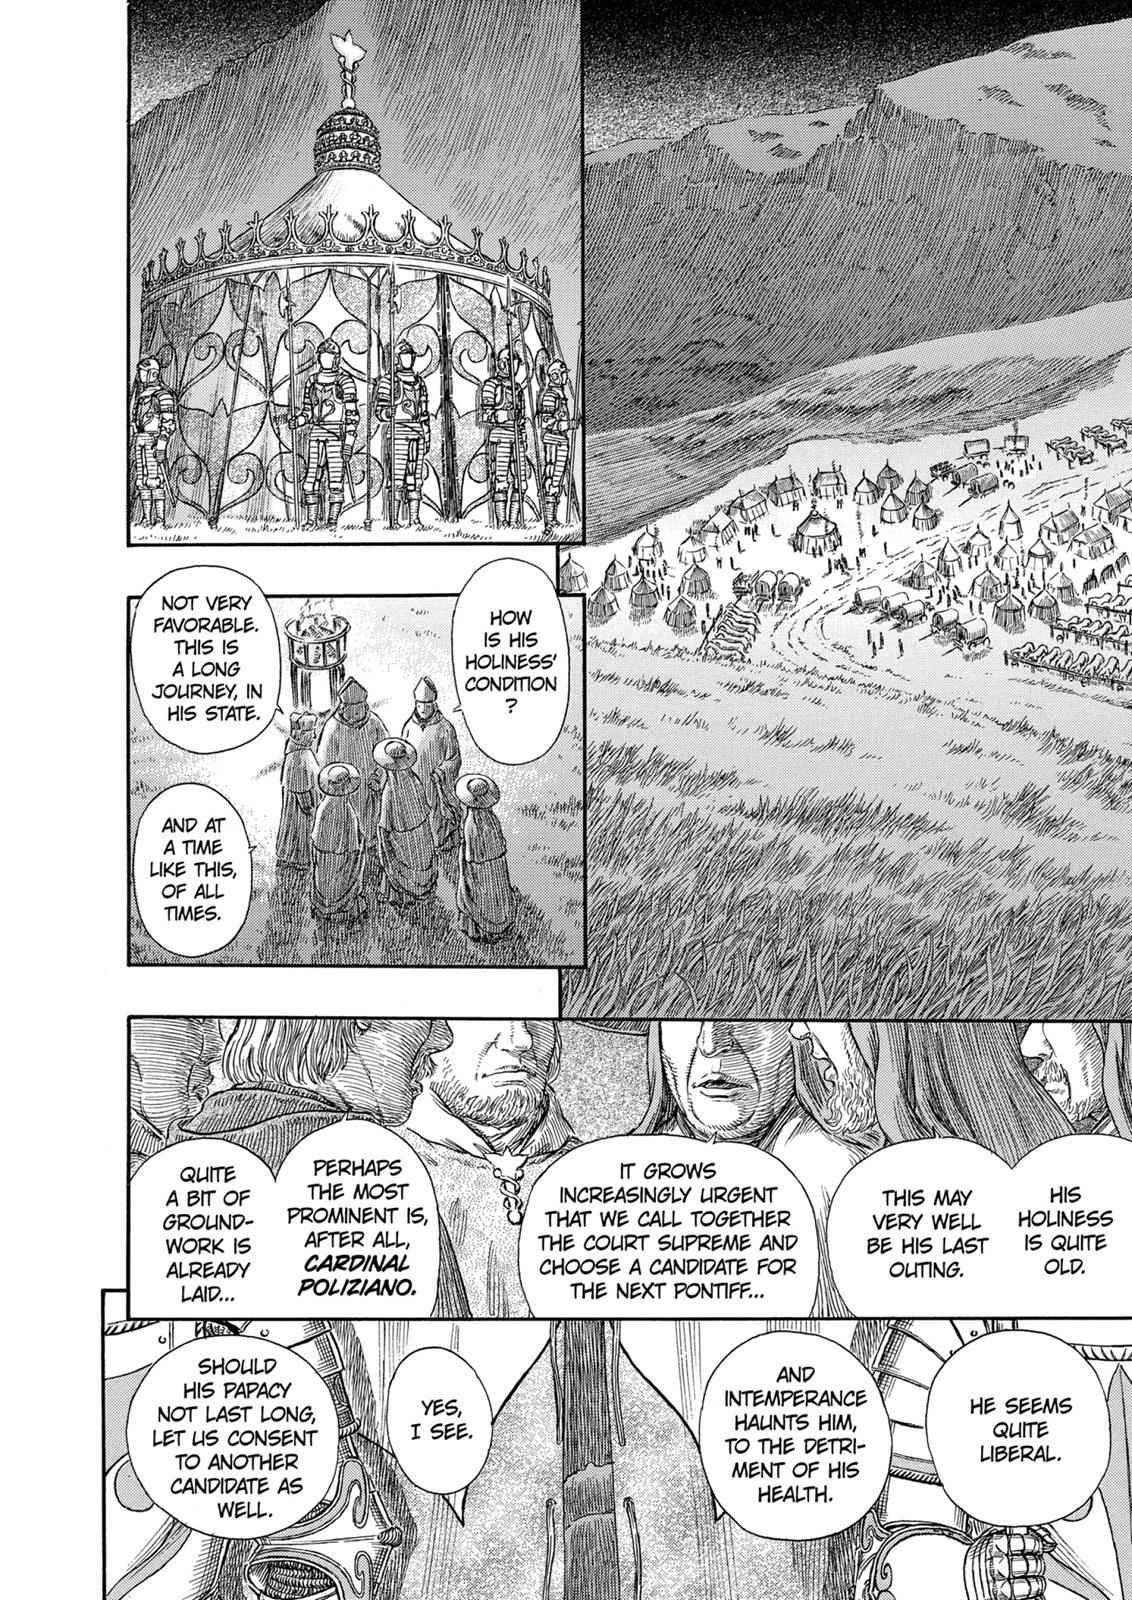 HOW
IS HIS
HOLINESS'
CONDITION
?
NOT VERY
FAVORABLE.
THIS IS
A LONG
JOURNEY, IN
HIS STATE.
AND AT
A TIME
LIKE THIS,
OF ALL
TIMES.
HIS
HOLINESS
IS QUITE
OLD.
THIS MAY
VERY WELL
BE HIS LAST
OUTING.
IT GROWS
INCREASINGLY URGENT
THAT WE CALL TOGETHER
THE COURT SUPREME AND
CHOOSE A CANDIDATE FOR
THE NEXT PONTIFF...
PERHAPS
THE MOST
PROMINENT IS,
AFTER ALL,
CARDINAL
POLIZIANO.
QUITE
A BIT OF
GROUND-
WORK IS
ALREADY
LAID...
HE SEEMS
QUITE
LIBERAL.
AND
INTEMPERANCE
HAUNTS HIM,
TO THE DETRI-
MENT OF HIS
HEALTH.
YES,
I SEE.
SHOULD
HIS PAPACY
NOT LAST LONG,
LET US CONSENT
TO ANOTHER
CANDIDATE AS
WELL.